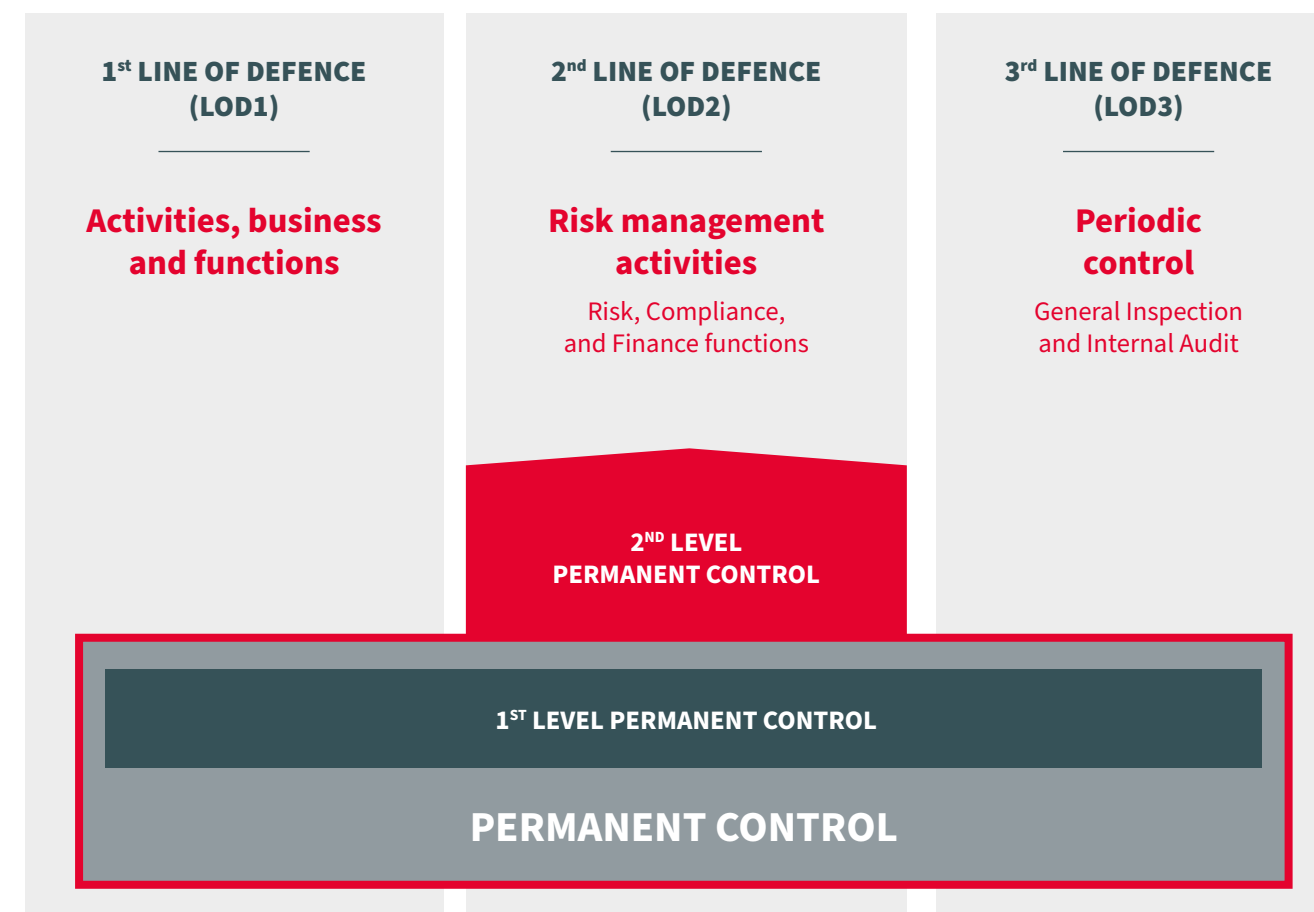 1st LINE OF DEFENCE
(LOD1)
Activities, business
and functions
2nd LINE OF DEFENCE
(LOD2)
Risk management
activities
Risk, Compliance,
and Finance functions
3rd LINE OF DEFENCE
(LOD3)
Periodic
control
General Inspection
and Internal Audit
2ND LEVEL
PERMANENT CONTROL
1ST LEVEL PERMANENT CONTROL
PERMANENT CONTROL